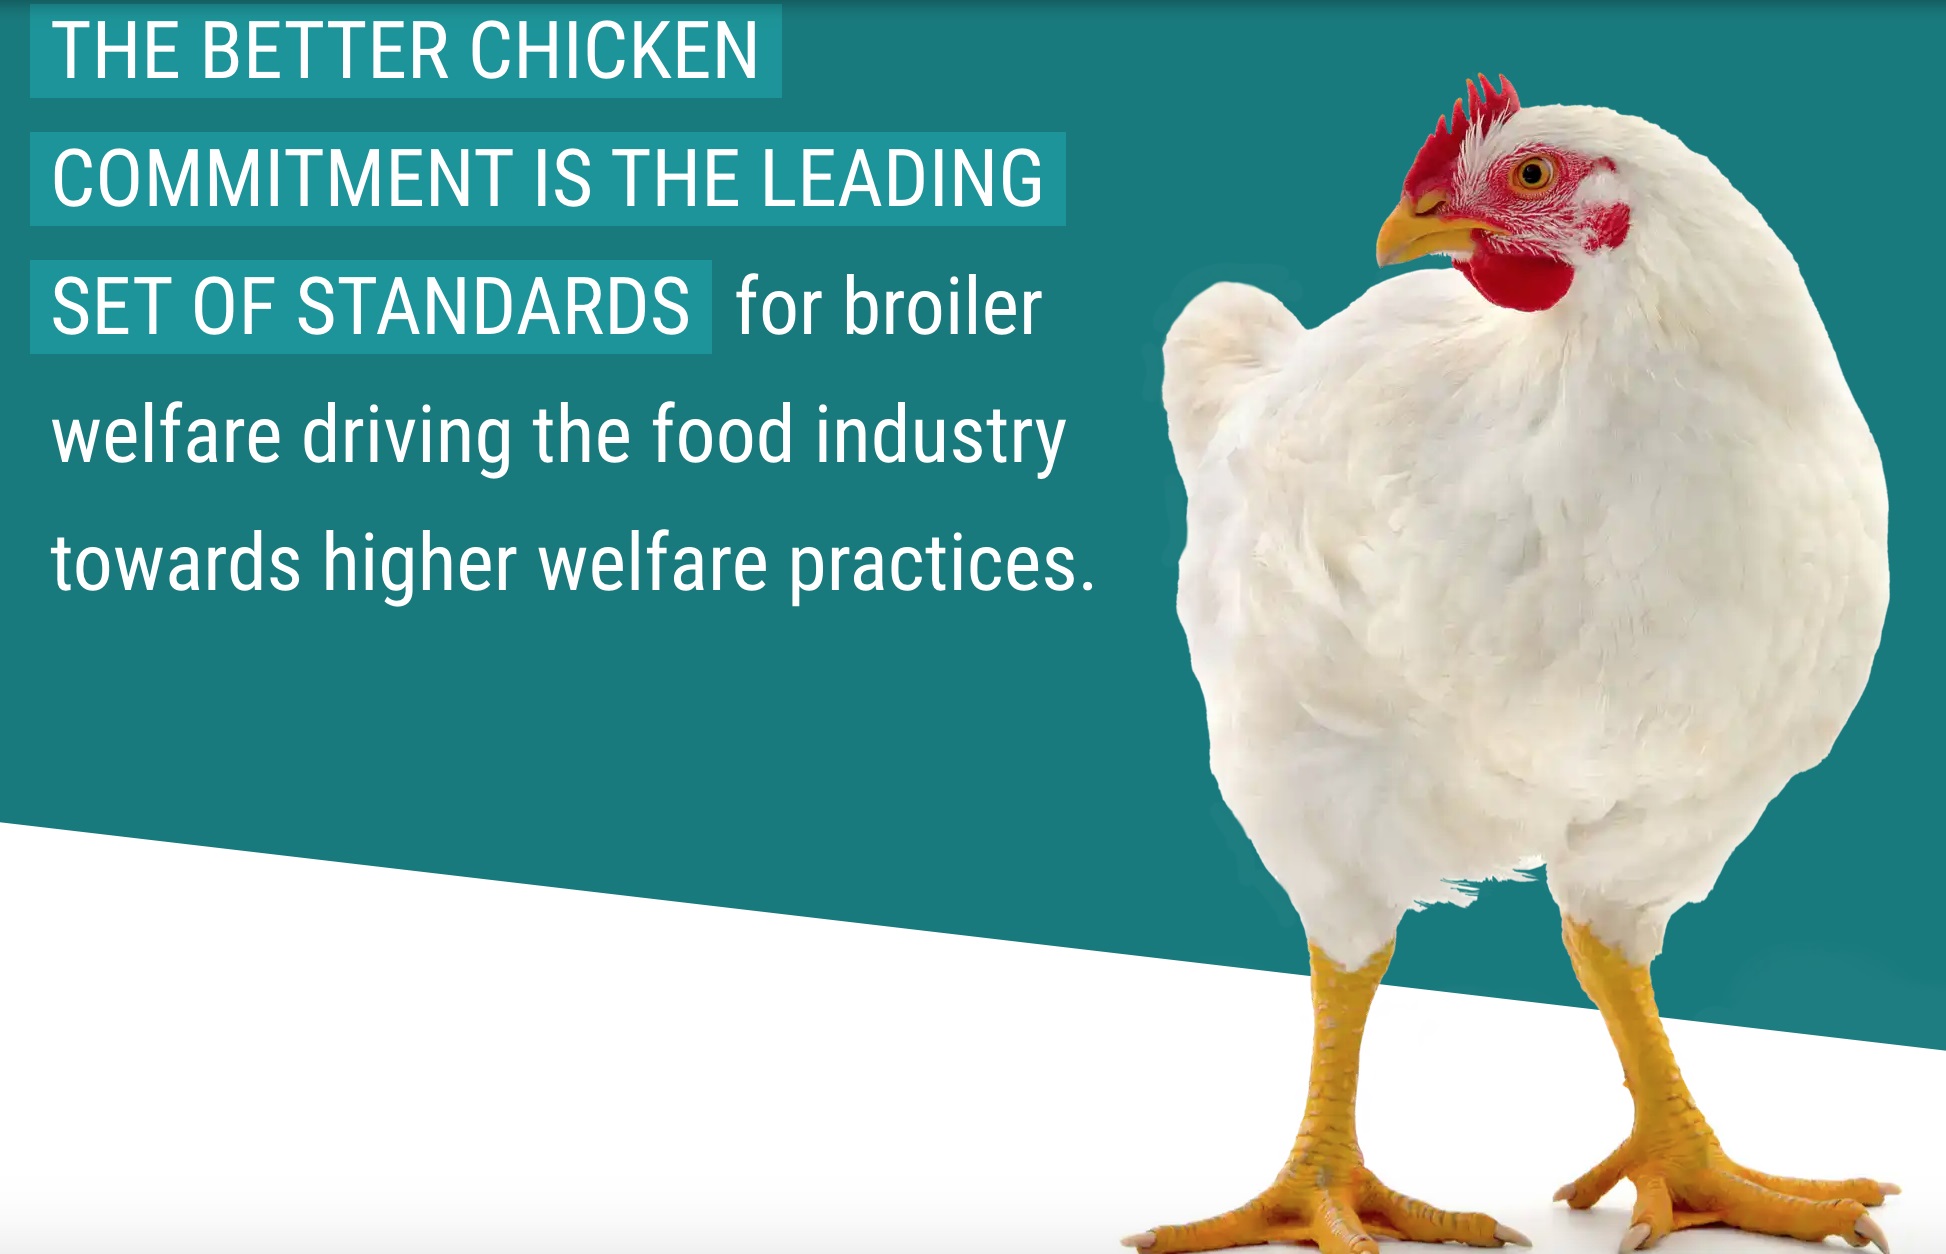 THE BETTER CHICKEN
COMMITMENT IS THE LEADING
SET OF STANDARDS for broiler
welfare driving the food industry
towards higher welfare practices.